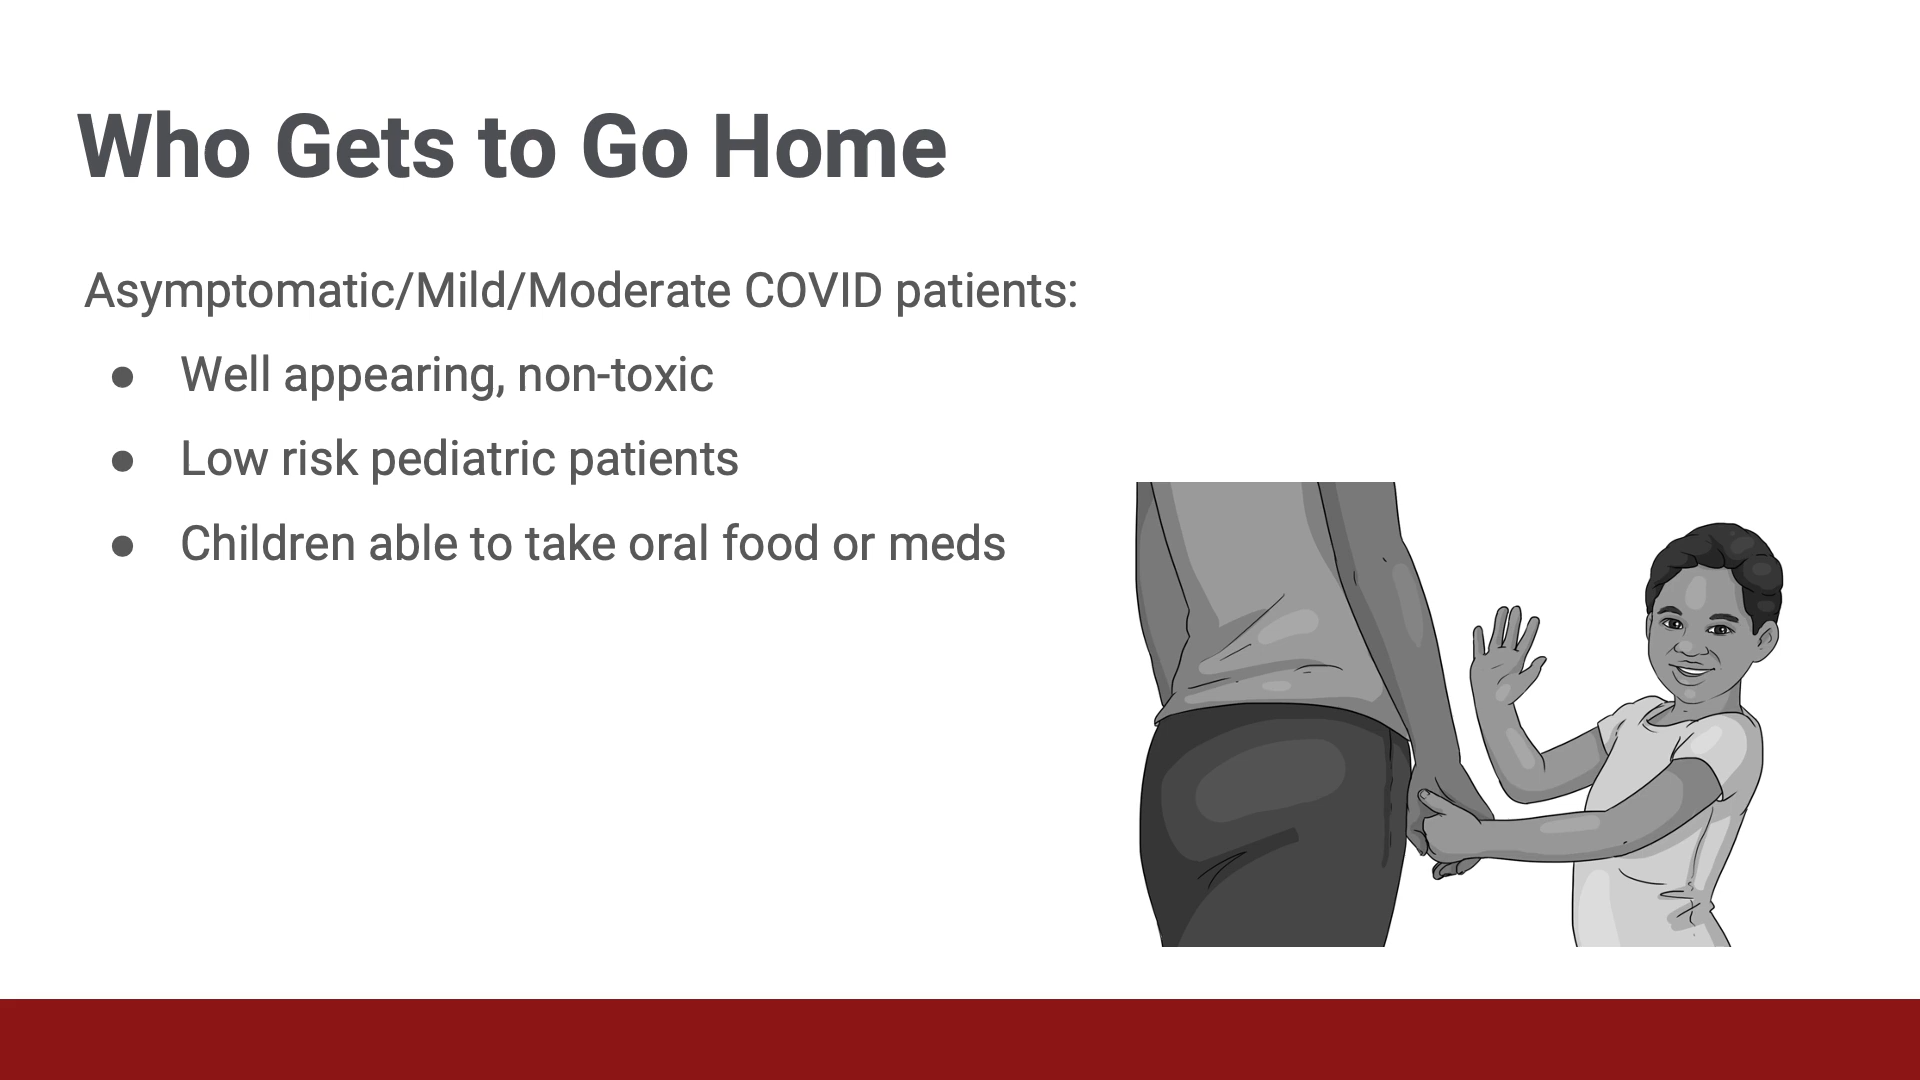 Who Gets to Go Home
Asymptomatic/Mild/Moderate COVID patients:
● Well appearing, non-toxic
● Low risk pediatric patients
● Children able to take oral food or meds